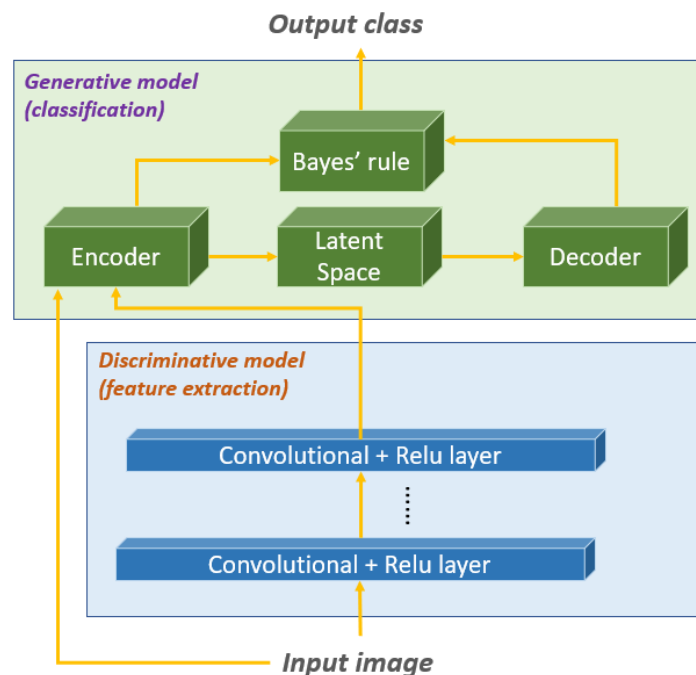 Output class
Generative model
(classification)
Bayes' rule
Encoder
Latent
Space
Decoder
Discriminative model
(feature extraction)
Convolutional + Relu layer
Convolutional + Relu layer
Input image